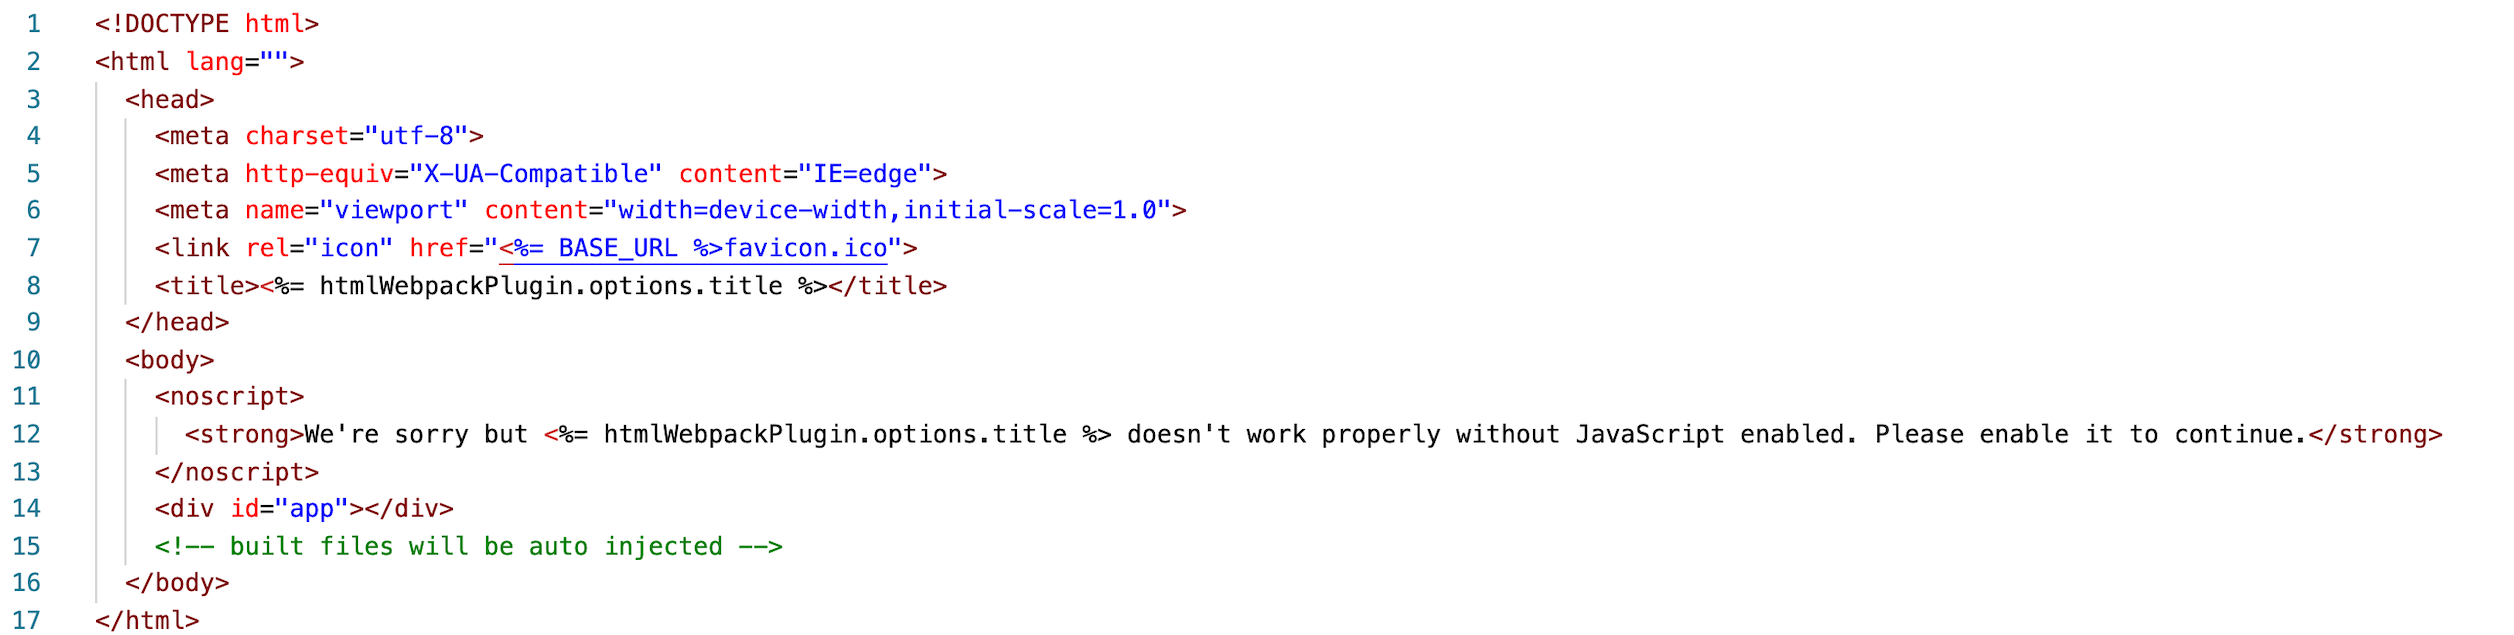 1 <!DOCTYPE html>
2 <html lang="">
3   <head>
4     <meta charset="utf-8">
5     <meta http-equiv="X-UA-Compatible" content="IE=edge">
6     <meta name="viewport" content="width=device-width,initial-scale=1.0">
7     <link rel="icon" href="<%= BASE_URL %>favicon.ico">
8     <title><%= htmlWebpackPlugin.options.title %></title>
9   </head>
10   <body>
11     <noscript>
12       <strong>We're sorry but <%= htmlWebpackPlugin.options.title %> doesn't work properly without JavaScript enabled. Please enable it to continue.</strong>
13     </noscript>
14     <div id="app"></div>
15     <!-- built files will be auto injected -->
16   </body>
17 </html>